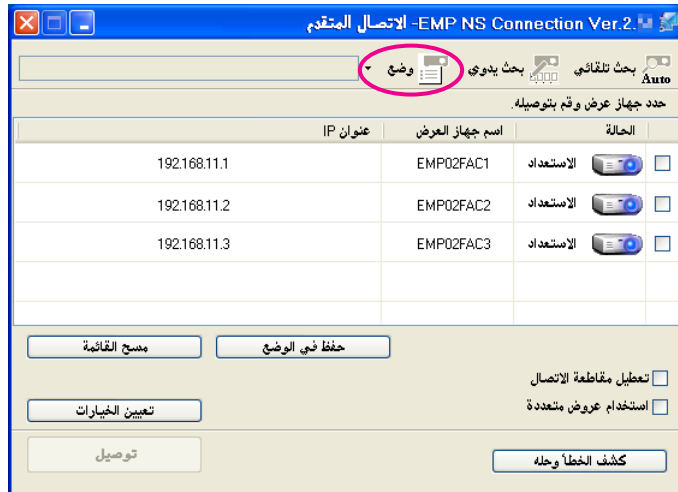 EMP NS Connection Ver.2. -الاتصال المتقدم
Auto بحث تلقائي بحث يدوي وضع
حدد جهاز عرض وقم بتوصيله.
الحالة اسم جهاز العرض عنوان IP
الاستعداد EMP02FAC1 192.168.11.1
الاستعداد EMP02FAC2 192.168.11.2
الاستعداد EMP02FAC3 192.168.11.3
حفظ في الوضع مسح القائمة
تعطيل مقاطعة الاتصال
استخدام عروض متعددة تعيين الخيارات
كشف الخطأ وحله توصيل